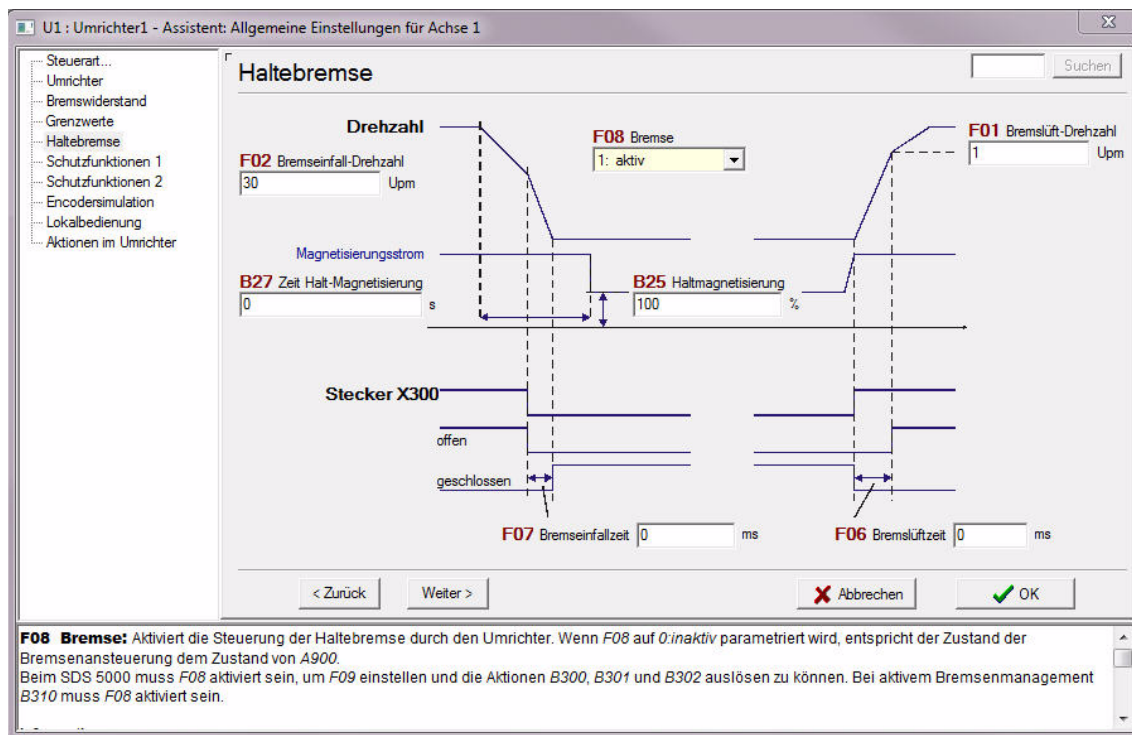 U1 : Umrichter1 - Assistent: Allgemeine Einstellungen für Achse 1
Steuerart...
Umrichter
Bremswiderstand
Grenzwerte
Haltebremse
Schutzfunktionen 1
Schutzfunktionen 2
Encodersimulation
Lokalbedienung
Aktionen im Umrichter
Haltebremse
Suchen
Drehzahl
F08 Bremse
1: aktiv
F01 Bremslüft-Drehzahl
1 Upm
F02 Bremseinfall-Drehzahl
30 Upm
Magnetisierungsstrom
B27 Zeit Halt-Magnetisierung
0 s
B25 Haltmagnetisierung
100 %
Stecker X300
offen
geschlossen
F07 Bremseinfallzeit 0 ms
F06 Bremslüftzeit 0 ms
< Zurück
Weiter >
Abbrechen
OK
F08 Bremse: Aktiviert die Steuerung der Haltebremse durch den Umrichter. Wenn F08 auf 0:inaktiv parametriert wird, entspricht der Zustand der
Bremsenansteuerung dem Zustand von A900.
Beim SDS 5000 muss F08 aktiviert sein, um F09 einstellen und die Aktionen B300, B301 und B302 auslösen zu können. Bei aktivem Bremsenmanagement
B310 muss F08 aktiviert sein.